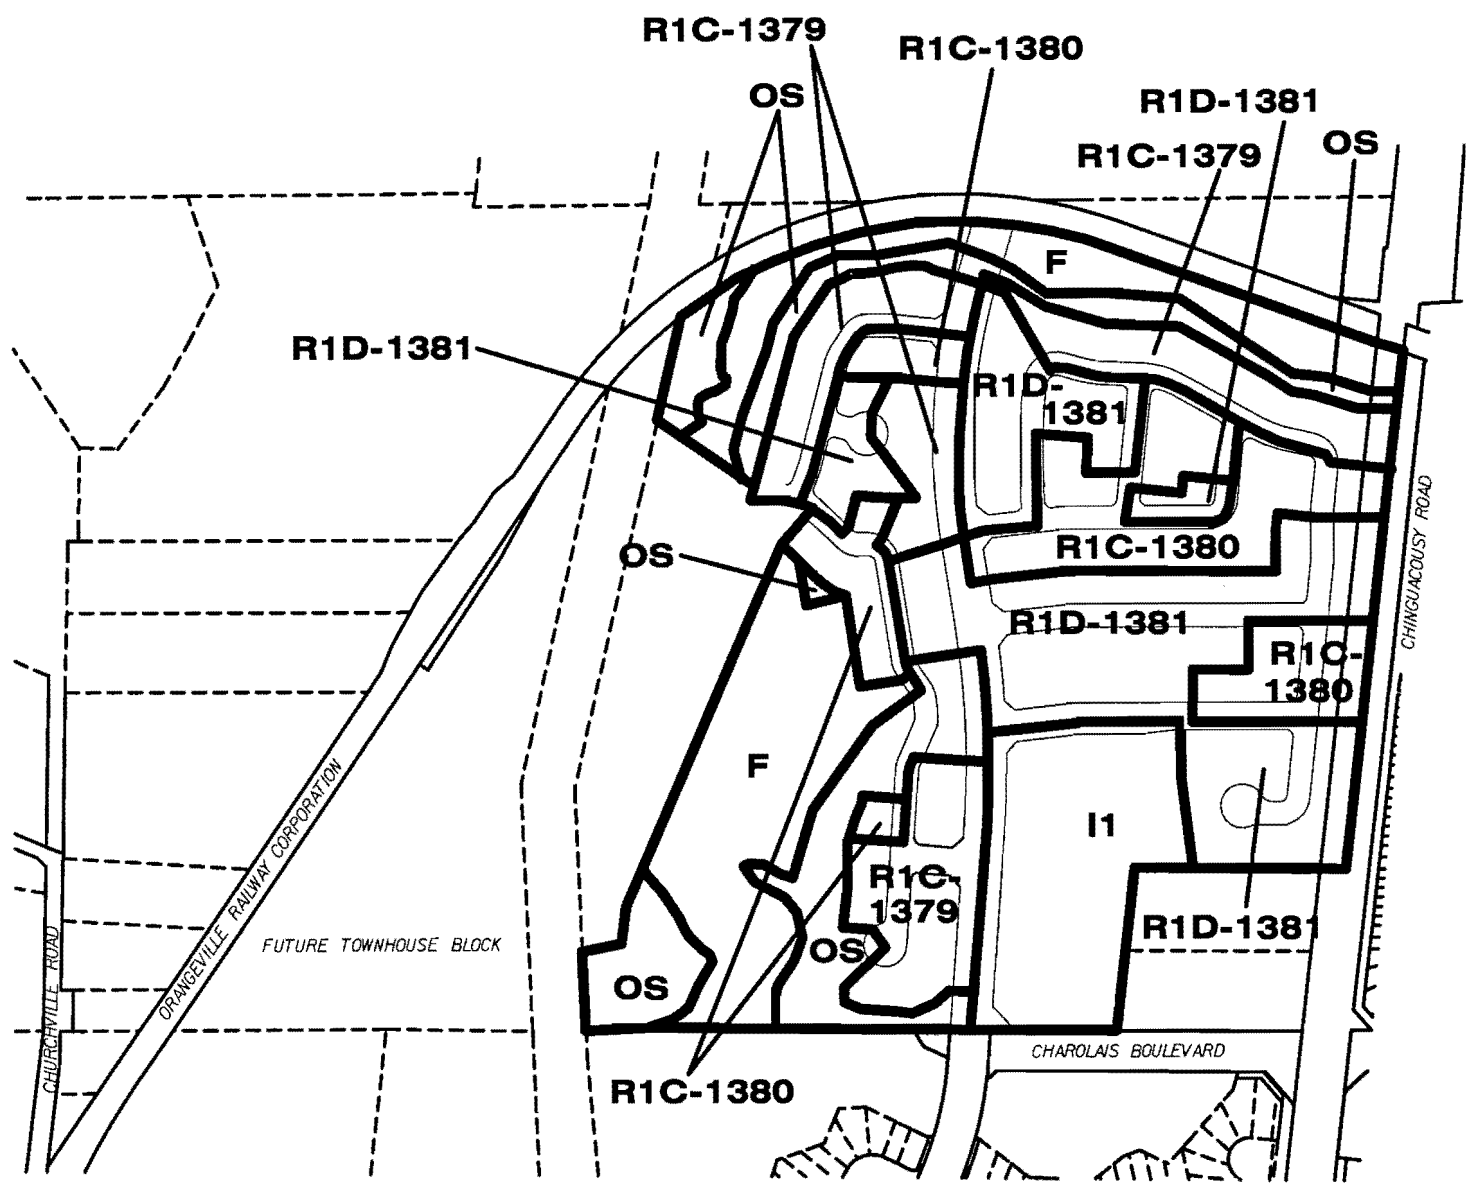 R1C-1379
R1C-1380
OS
R1D-1381
OS
R1C-1379
F
R1D-1381
R1D-
1381
CHINGUACOUSY ROAD
OS
R1C-1380
R1D-1381
R1C-
1380
F
I1
ORANGEVILLE RAILWAY CORPORATION
R1C-
1379
R1D-1381
FUTURE TOWNHOUSE BLOCK
OS
OS
CHURCHVILLE ROAD
CHAROLAIS BOULEVARD
R1C-1380